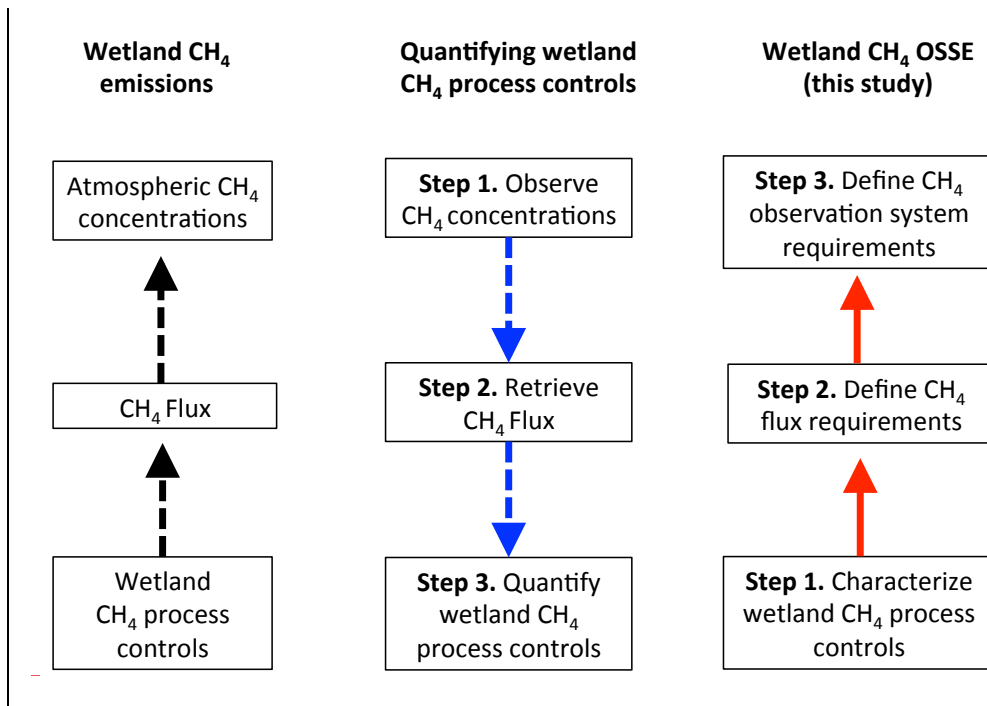 Wetland CH₄
emissions
Atmospheric CH₄
concentrations
CH₄ Flux
Wetland
CH₄ process
controls
Quantifying wetland
CH₄ process controls
Step 1. Observe
CH₄ concentrations
Step 2. Retrieve
CH₄ Flux
Step 3. Quantify
wetland CH₄
process controls
Wetland CH₄ OSSE
(this study)
Step 3. Define CH₄
observation system
requirements
Step 2. Define CH₄
flux requirements
Step 1. Characterize
wetland CH₄ process
controls